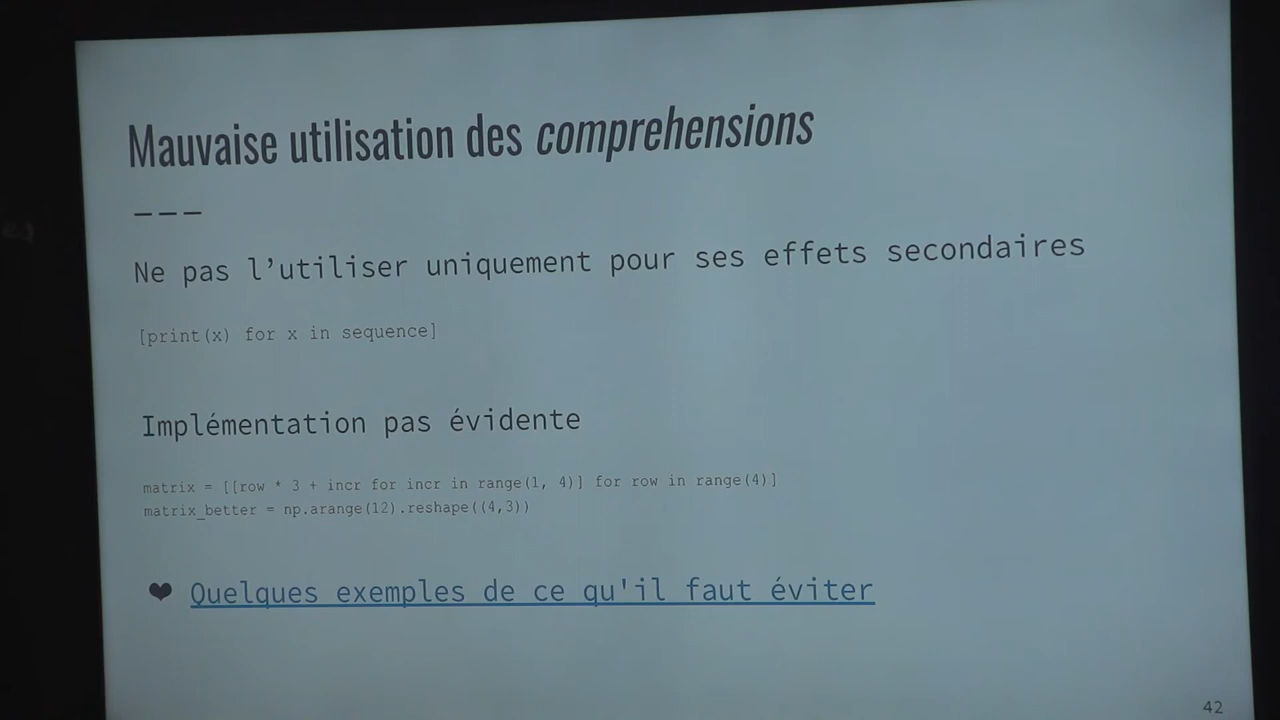 Mauvaise utilisation des comprehensions
---
Ne pas l’utiliser uniquement pour ses effets secondaires
[print(x) for x in sequence]
Implémentation pas évidente
matrix = [[row * 3 + incr for incr in range(1, 4)] for row in range(4)]
matrix_better = np.arange(12).reshape((4,3))
❤ Quelques exemples de ce qu'il faut éviter
42